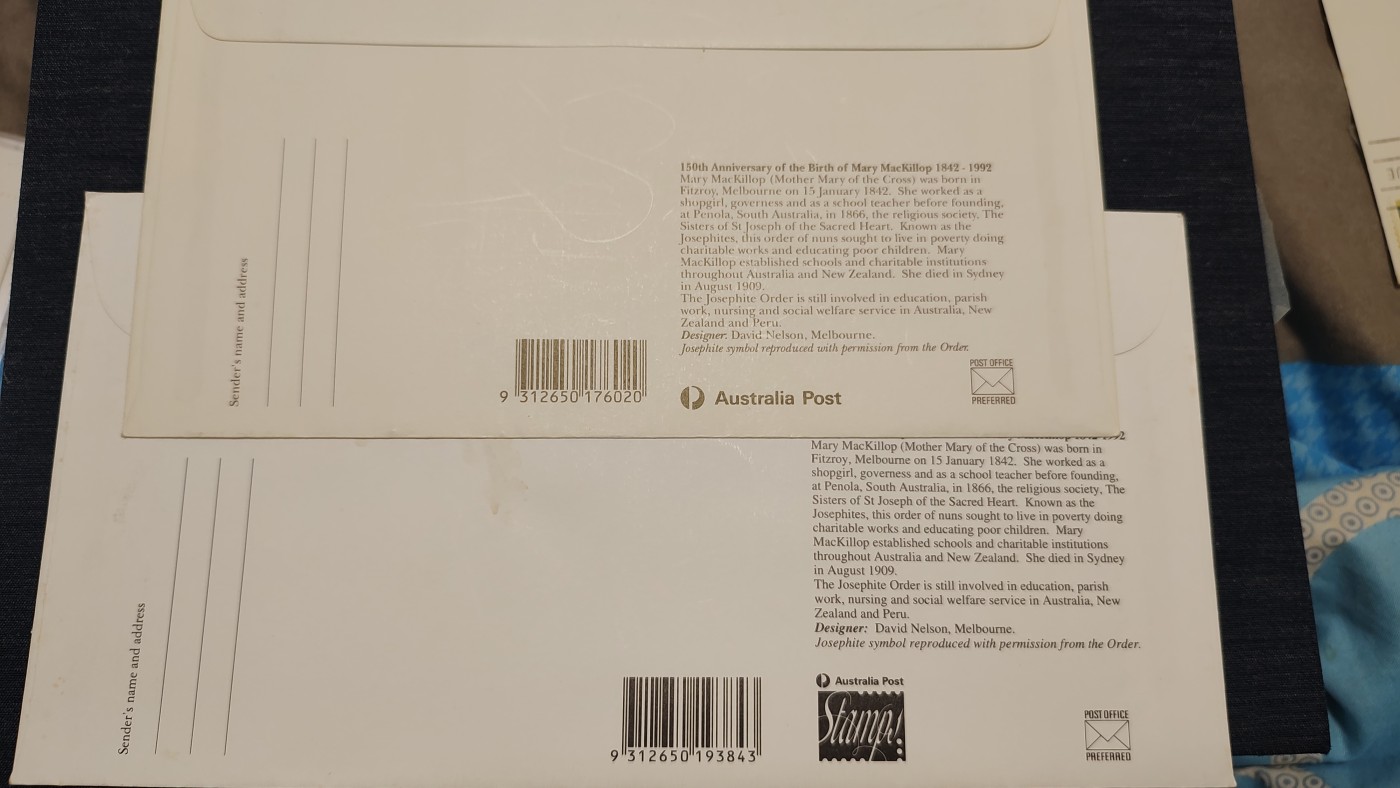 150th Anniversary of the Birth of Mary MacKillop 1842 - 1992
Mary MacKillop (Mother Mary of the Cross) was born in
Fitzroy, Melbourne on 15 January 1842. She worked as a
shopgirl, governess and as a school teacher before founding,
at Penola, South Australia, in 1866, the religious society, The
Sisters of St Joseph of the Sacred Heart. Known as the
Josephites, this order of nuns sought to live in poverty doing
charitable works and educating poor children. Mary
MacKillop established schools and charitable institutions
throughout Australia and New Zealand. She died in Sydney
in August 1909.
The Josephite Order is still involved in education, parish
work, nursing and social welfare service in Australia, New
Zealand and Peru.
Designer: David Nelson, Melbourne.
Josephite symbol reproduced with permission from the Order.
Sender's name and address
9 312650 176020
Australia Post
POST OFFICE
PREFERRED
Mary MacKillop (Mother Mary of the Cross) was born in
Fitzroy, Melbourne on 15 January 1842. She worked as a
shopgirl, governess and as a school teacher before founding,
at Penola, South Australia, in 1866, the religious society, The
Sisters of St Joseph of the Sacred Heart. Known as the
Josephites, this order of nuns sought to live in poverty doing
charitable works and educating poor children. Mary
MacKillop established schools and charitable institutions
throughout Australia and New Zealand. She died in Sydney
in August 1909.
The Josephite Order is still involved in education, parish
work, nursing and social welfare service in Australia, New
Zealand and Peru.
Designer: David Nelson, Melbourne.
Josephite symbol reproduced with permission from the Order.
Sender's name and address
9 312650 193843
Australia Post
Stamp!
POST OFFICE
PREFERRED